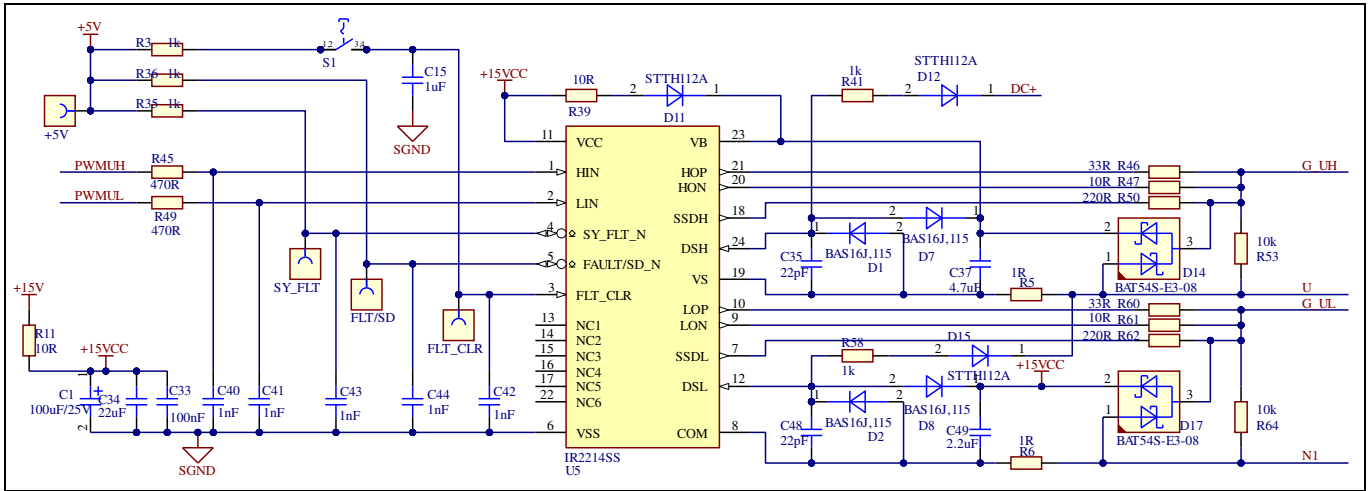 +5V
R3 1k
1,2 3,4
S1
R36 1k
R35 1k
+5V
C15
1uF
SGND
+15VCC
10R
R39
STTH112A
2 1
D11
1k
R41
STTH112A
D12
2 1
DC+
PWMUH
R45
470R
PWMUL
R49
470R
11 VCC
1 HIN
2 LIN
4 SY_FLT_N
5 FAULT/SD_N
3 FLT_CLR
13 NC1
14 NC2
15 NC3
16 NC4
17 NC5
22 NC6
6 VSS
VB 23
HOP 21
HON 20
SSDH 18
DSH 24
VS 19
LOP 10
LON 9
SSDL 7
DSL 12
COM 8
IR2214SS
U5
SY_FLT
FLT/SD
FLT_CLR
+15V
R11
10R
+15VCC
1
C1
100uF/25V
2
C34
22uF
C33
100nF
C40
1nF
C41
1nF
C43
1nF
C44
1nF
C42
1nF
SGND
33R R46
10R R47
220R R50
G_UH
1 2
BAS16J,115
D1
2 1
BAS16J,115
D7
C35
22pF
C37
4.7uF
1R
R5
2
1
3
D14
BAT54S-E3-08
10k
R53
U
33R R60
10R R61
220R R62
G_UL
R58
1k
D15
2 1
STTH112A
+15VCC
1 2
BAS16J,115
D2
2 1
BAS16J,115
D8
C48
22pF
C49
2.2uF
1R
R6
2
1
3
D17
BAT54S-E3-08
10k
R64
N1